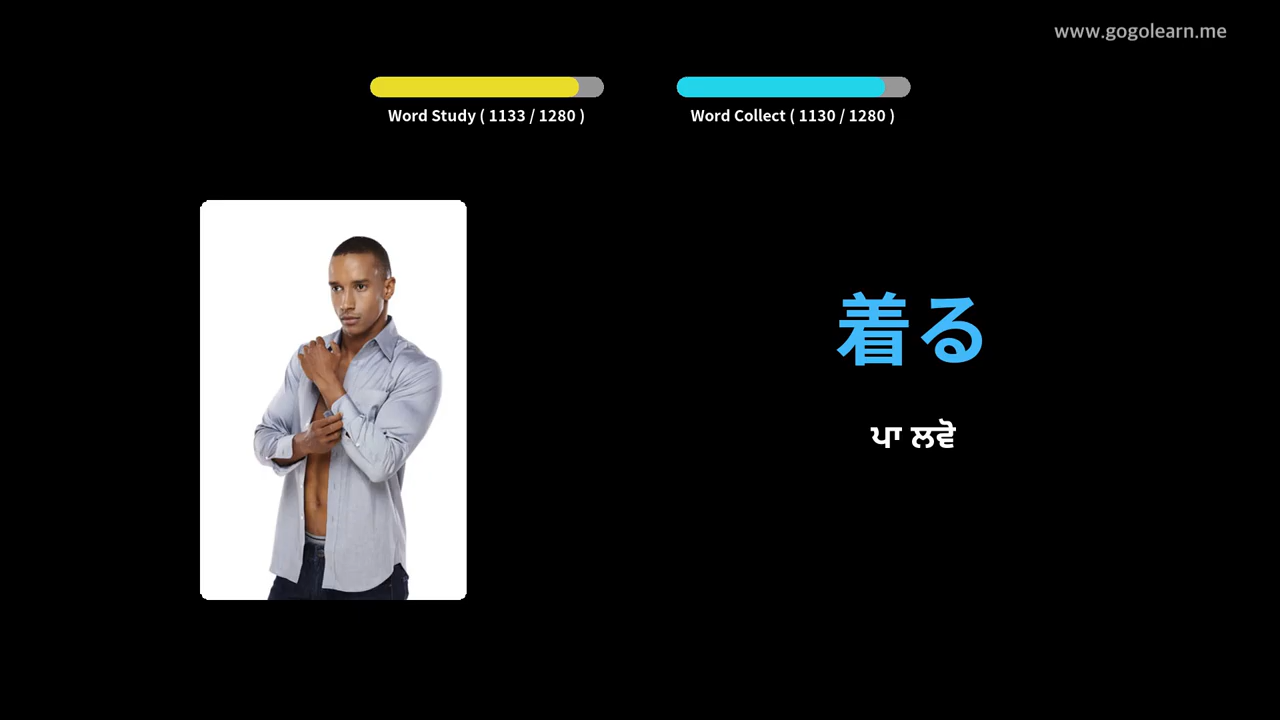 www.gogolearn.me
Word Study ( 1133 / 1280 )
Word Collect ( 1130 / 1280 )
着る
ਪਾ ਲਵੋ